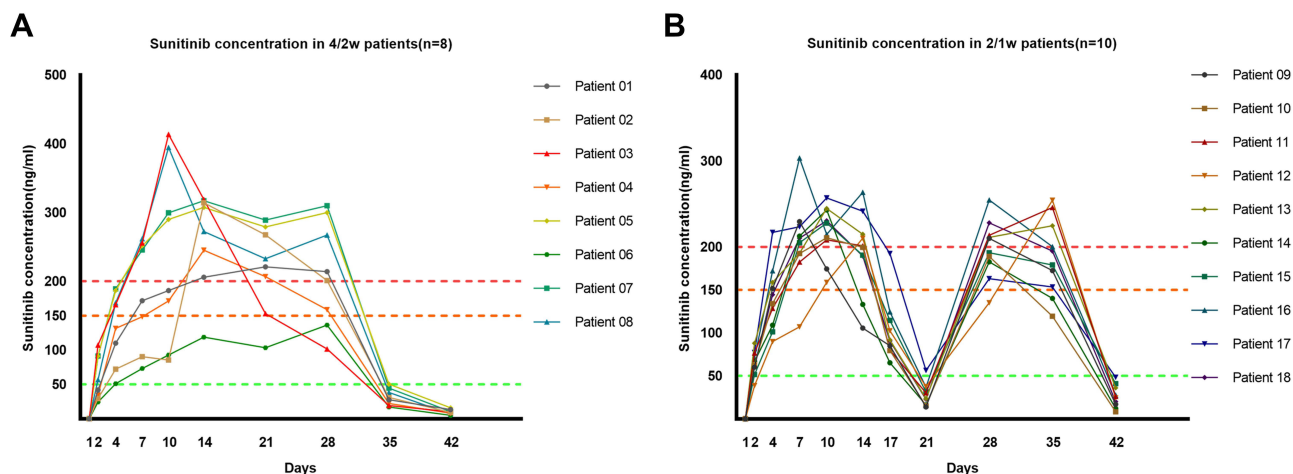 A
Sunitinib concentration in 4/2w patients(n=8)
Sunitinib concentration(ng/ml)
500
400
300
200
150
100
50
12 4 7 10 14 21 28 35 42
Days
Patient 01
Patient 02
Patient 03
Patient 04
Patient 05
Patient 06
Patient 07
Patient 08
B
Sunitinib concentration in 2/1w patients(n=10)
Sunitinib concentration(ng/ml)
400
300
200
150
100
50
12 4 7 10 14 17 21 28 35 42
Days
Patient 09
Patient 10
Patient 11
Patient 12
Patient 13
Patient 14
Patient 15
Patient 16
Patient 17
Patient 18